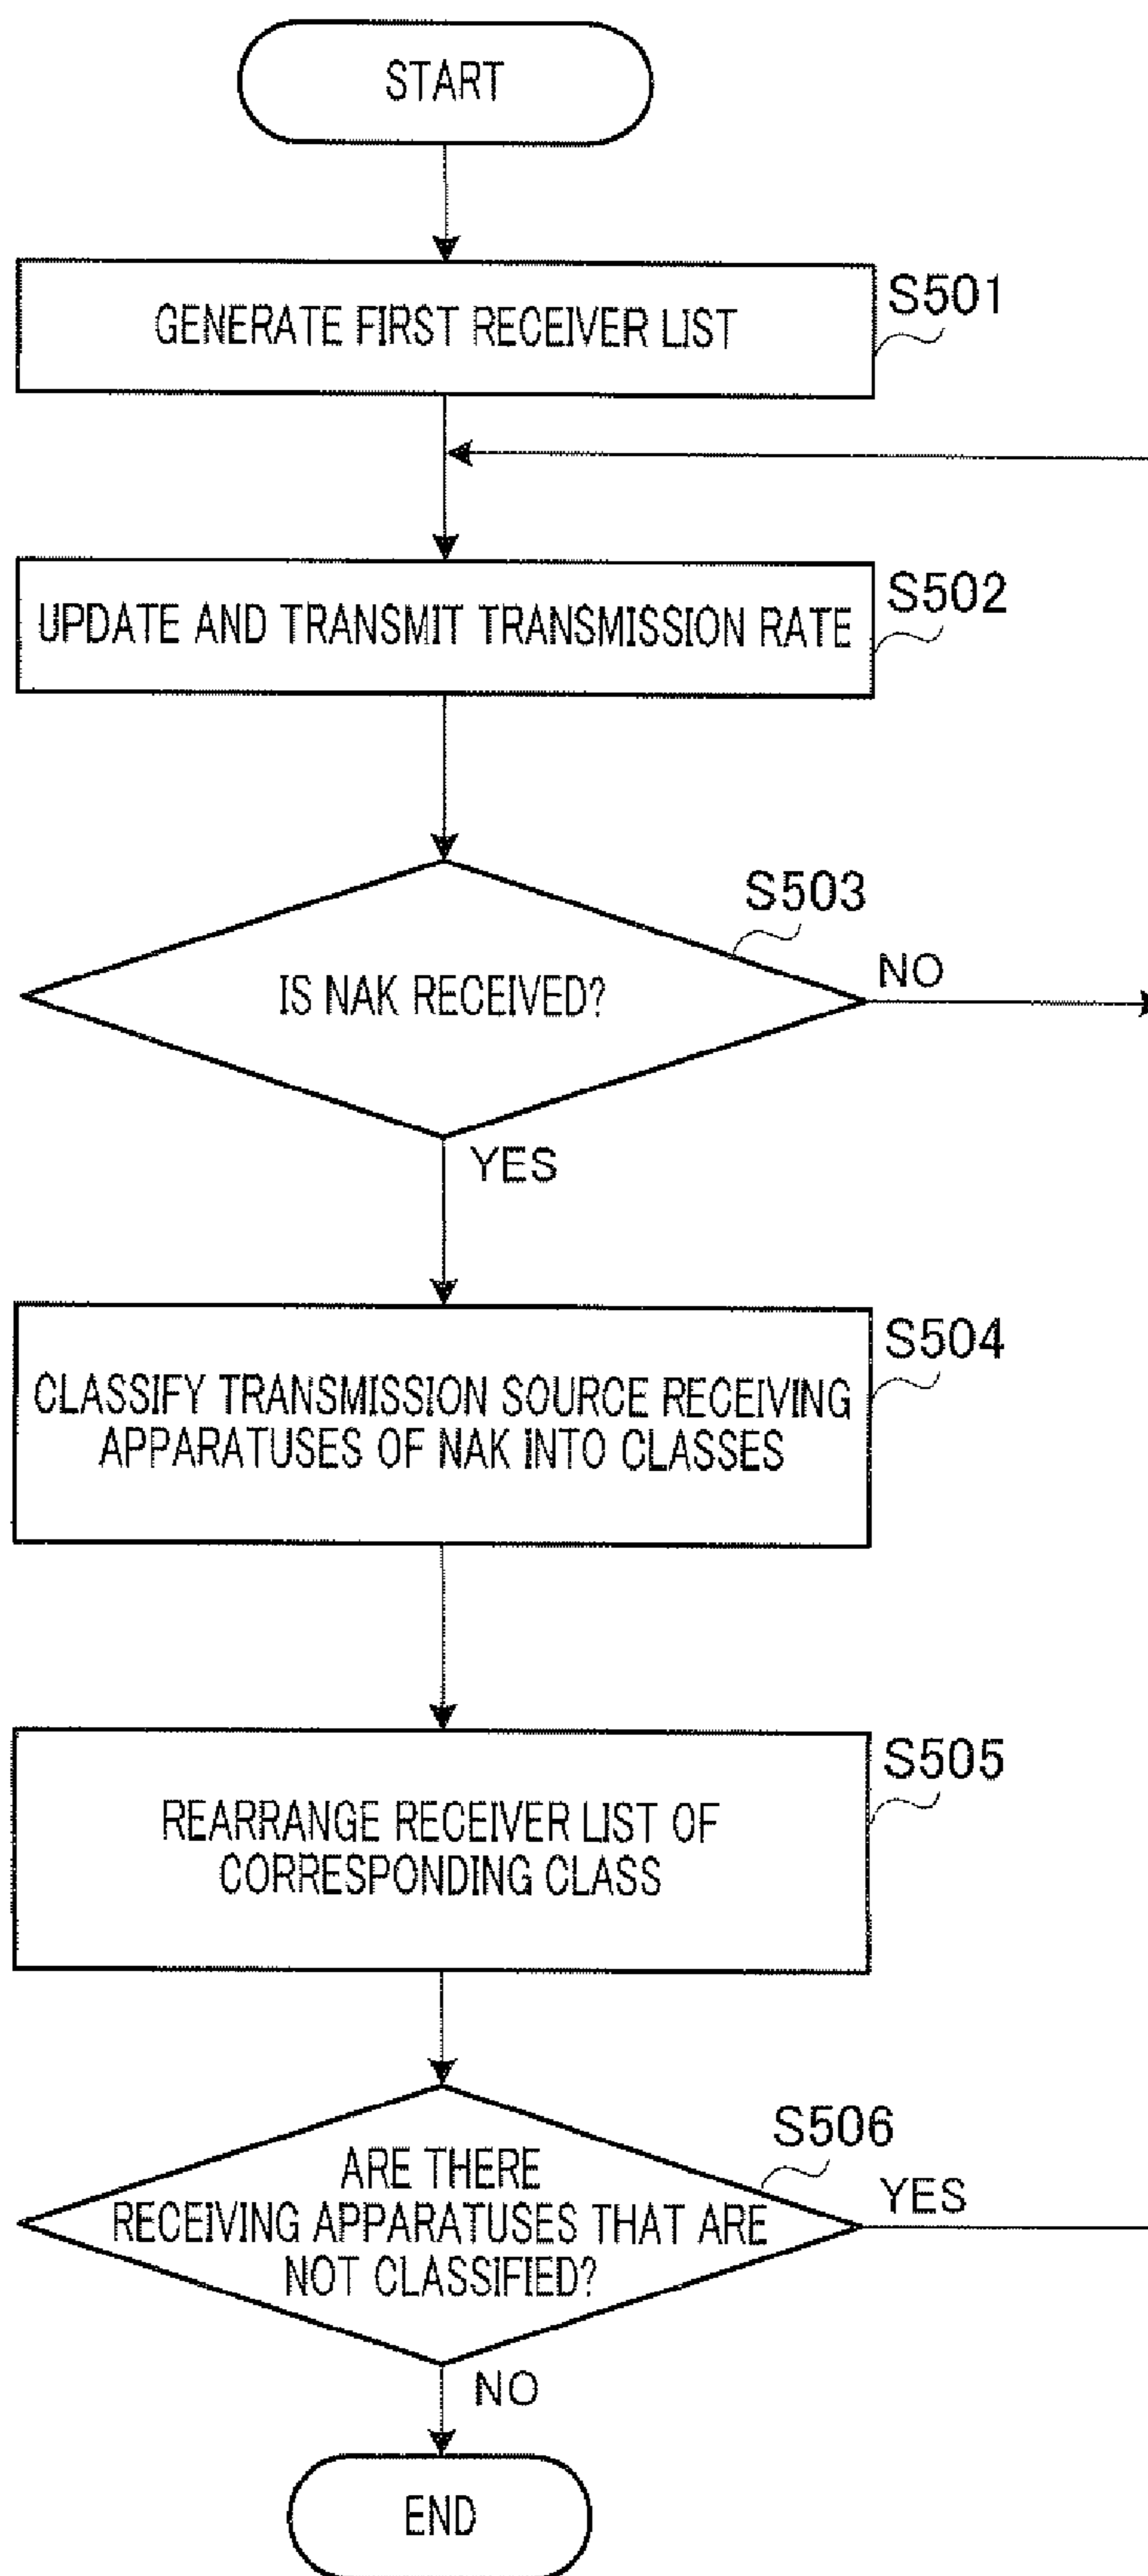 START
GENERATE FIRST RECEIVER LIST
S501
UPDATE AND TRANSMIT TRANSMISSION RATE
S502
S503
IS NAK RECEIVED?
NO
YES
S504
CLASSIFY TRANSMISSION SOURCE RECEIVING
APPARATUSES OF NAK INTO CLASSES
S505
REARRANGE RECEIVER LIST OF
CORRESPONDING CLASS
S506
ARE THERE
RECEIVING APPARATUSES THAT ARE
NOT CLASSIFIED?
YES
NO
END